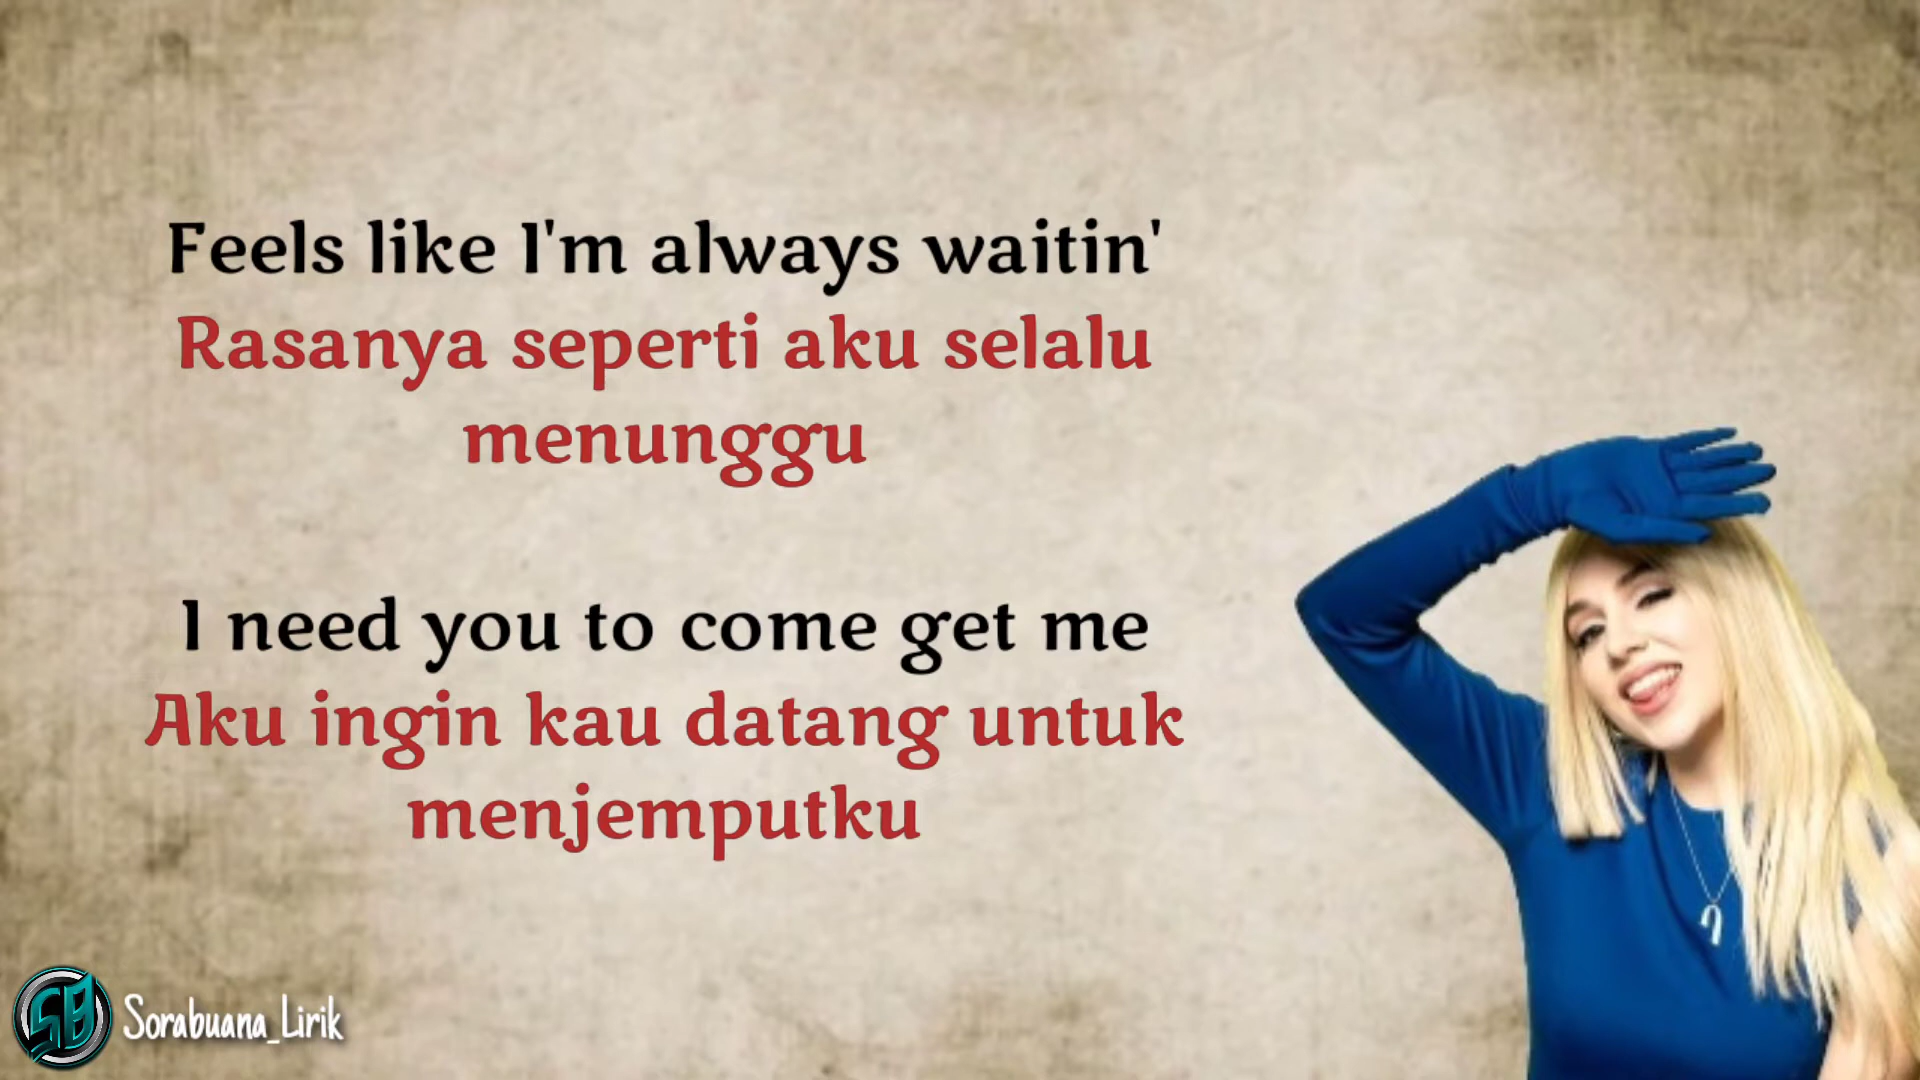 Feels like I'm always waitin'
Rasanya seperti aku selalu
menunggu
I need you to come get me
Aku ingin kau datang untuk
menjemputku
SB
Sorabuana_Lirik